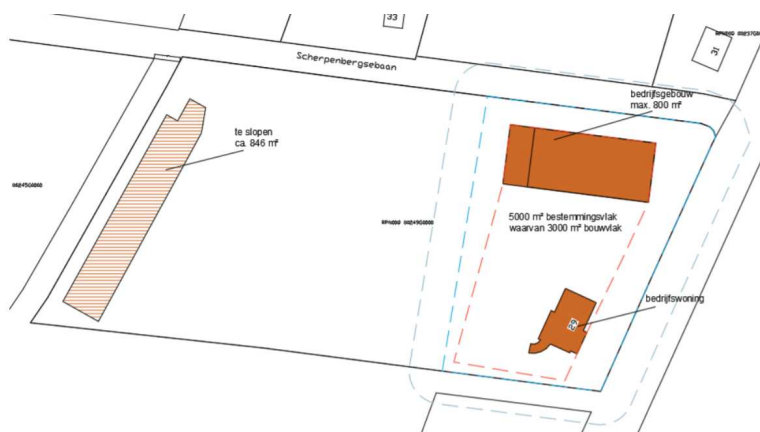 33
31
Scherpenbergsebaan
bedrijfsgebouw
max. 800 m²
te slopen
ca. 846 m²
5000 m² bestemmingsvlak
waarvan 3000 m² bouwvlak
bedrijfswoning
29